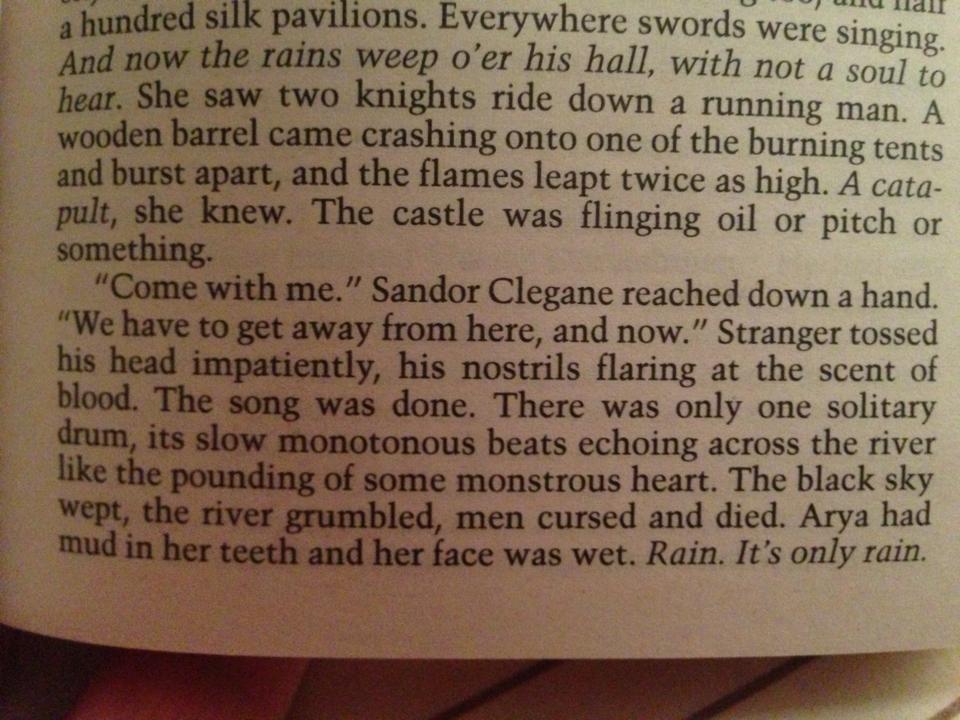 a hundred silk pavilions. Everywhere swords were singing.
And now the rains weep o'er his hall, with not a soul to
hear. She saw two knights ride down a running man. A
wooden barrel came crashing onto one of the burning tents
and burst apart, and the flames leapt twice as high. A cata-
pult, she knew. The castle was flinging oil or pitch or
something.
"Come with me." Sandor Clegane reached down a hand.
"We have to get away from here, and now." Stranger tossed
his head impatiently, his nostrils flaring at the scent of
blood. The song was done. There was only one solitary
drum, its slow monotonous beats echoing across the river
like the pounding of some monstrous heart. The black sky
wept, the river grumbled, men cursed and died. Arya had
mud in her teeth and her face was wet. Rain. It's only rain.